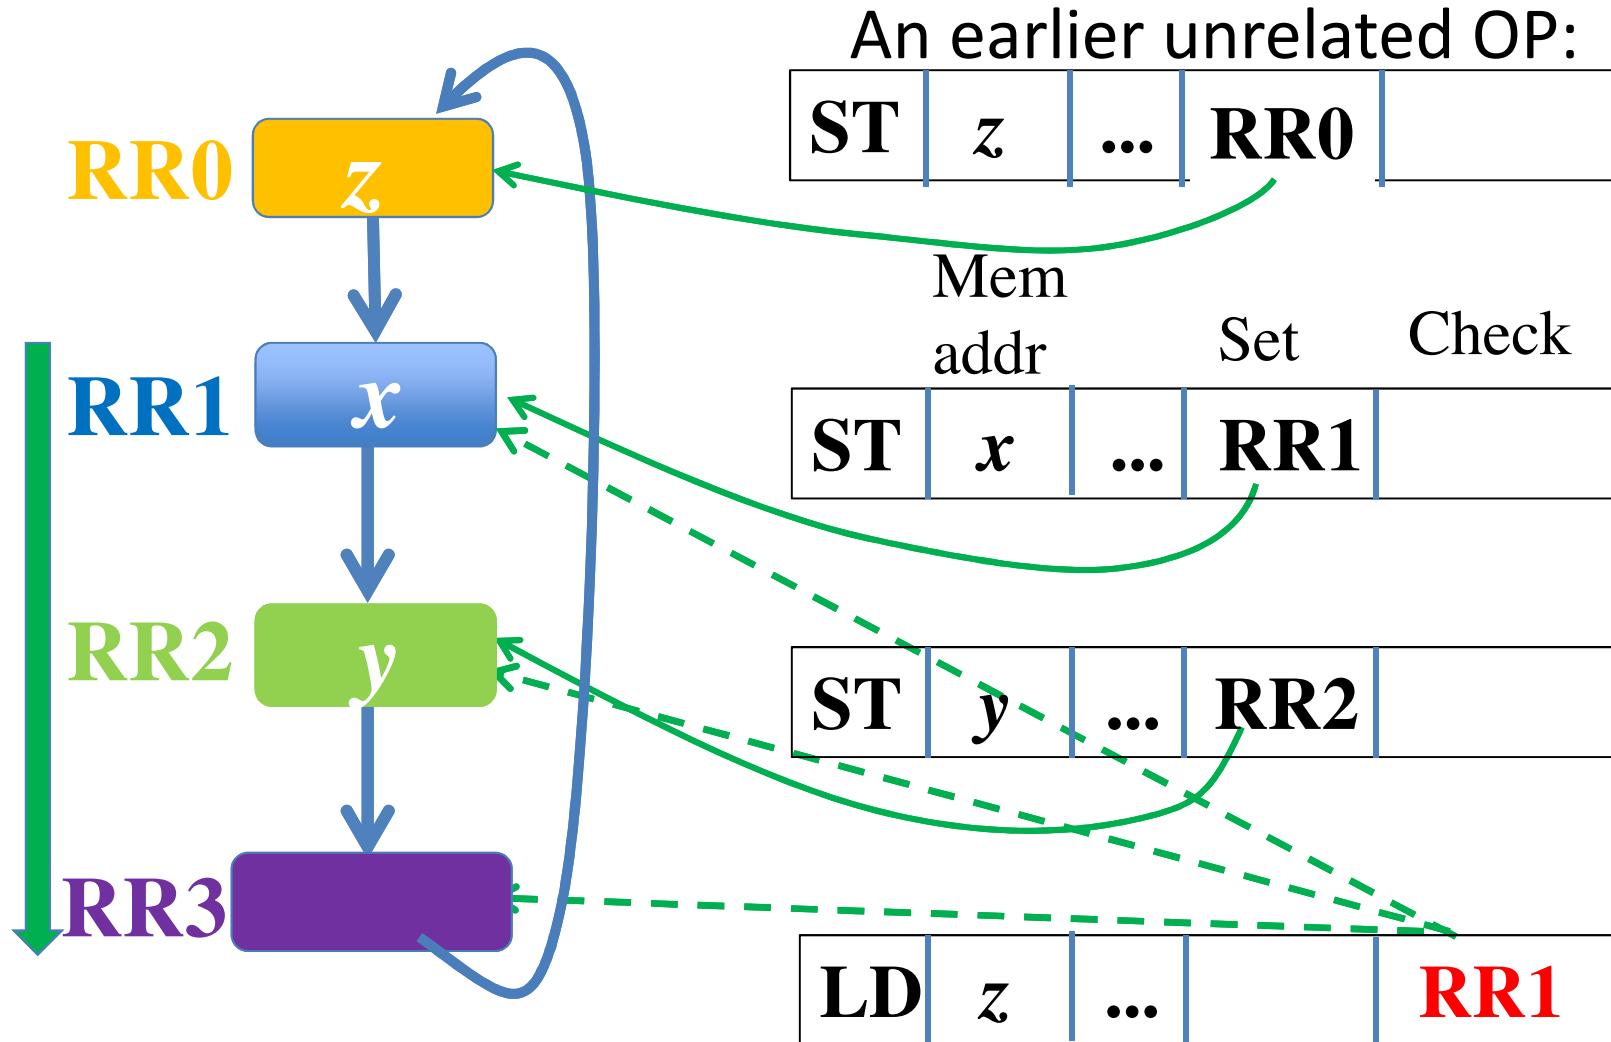 An earlier unrelated OP:
RR0 z
ST z ... RR0
Mem addr Set Check
RR1 x
ST x ... RR1
RR2 y
ST y ... RR2
RR3
LD z ... RR1